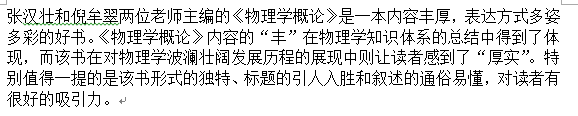 张汉壮和倪牟翠两位老师主编的《物理学概论》是一本内容丰厚，表达方式多姿
多彩的好书。《物理学概论》内容的“丰”在物理学知识体系的总结中得到了体
现，而该书在对物理学波澜壮阔发展历程的展现中则让读者感到了“厚实”。特
别值得一提的是该书形式的独特、标题的引人入胜和叙述的通俗易懂，对读者有
很好的吸引力。